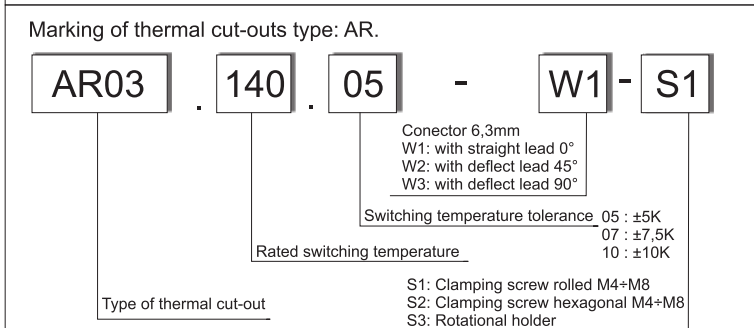 Marking of thermal cut-outs type: AR.
AR03 . 140 . 05 - W1 - S1
Conector 6,3mm
W1: with straight lead 0°
W2: with deflect lead 45°
W3: with deflect lead 90°
Switching temperature tolerance 05 : ±5K
07 : ±7,5K
10 : ±10K
Rated switching temperature
S1: Clamping screw rolled M4÷M8
S2: Clamping screw hexagonal M4÷M8
S3: Rotational holder
Type of thermal cut-out